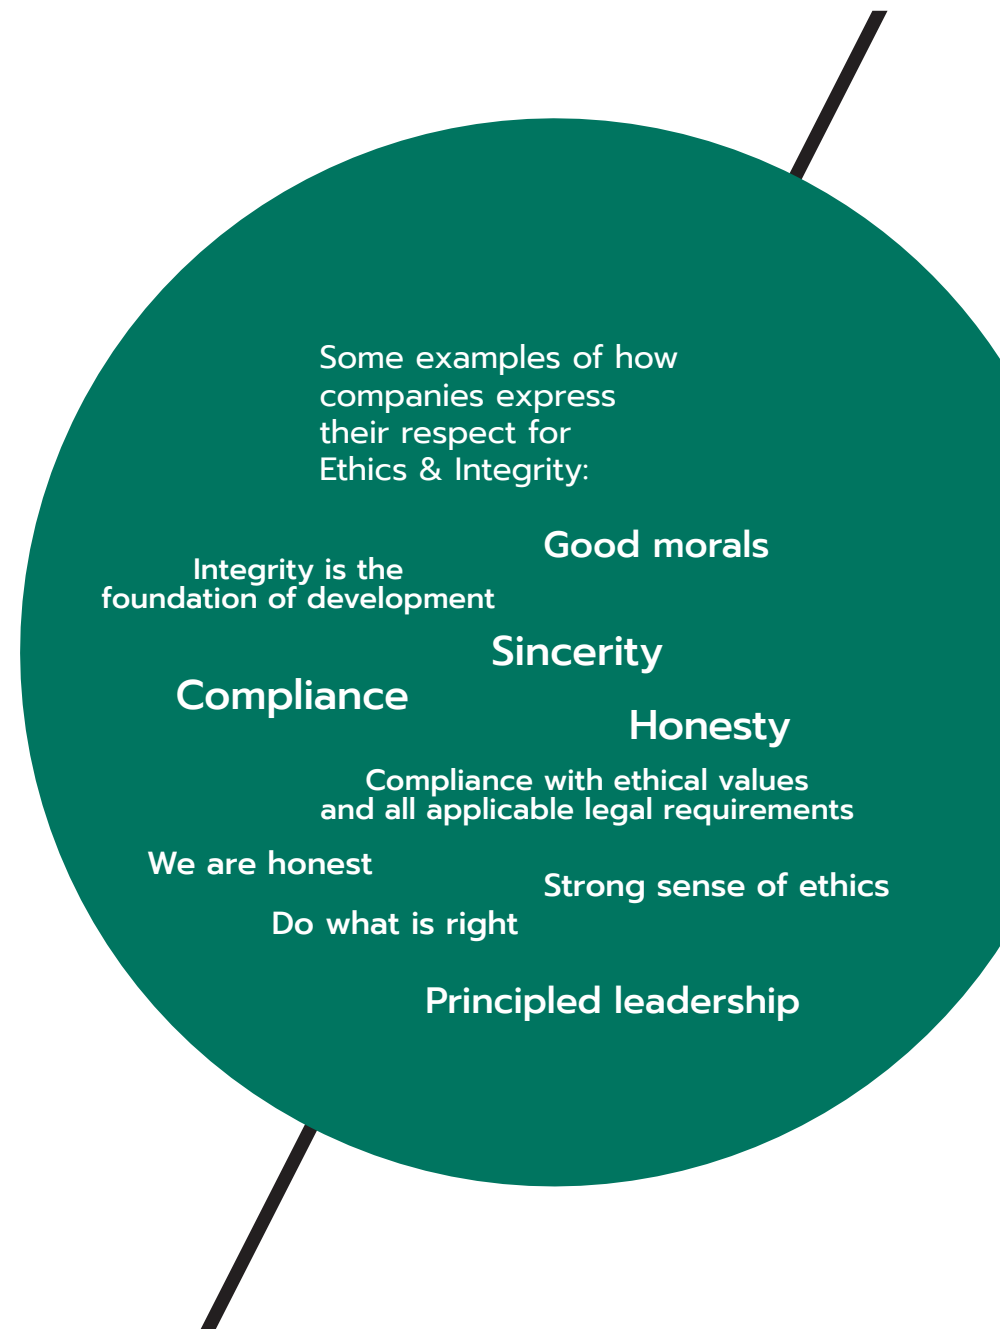 Some examples of how
companies express
their respect for
Ethics & Integrity:
Good morals
Integrity is the
foundation of development
Sincerity
Compliance
Honesty
Compliance with ethical values
and all applicable legal requirements
We are honest
Strong sense of ethics
Do what is right
Principled leadership